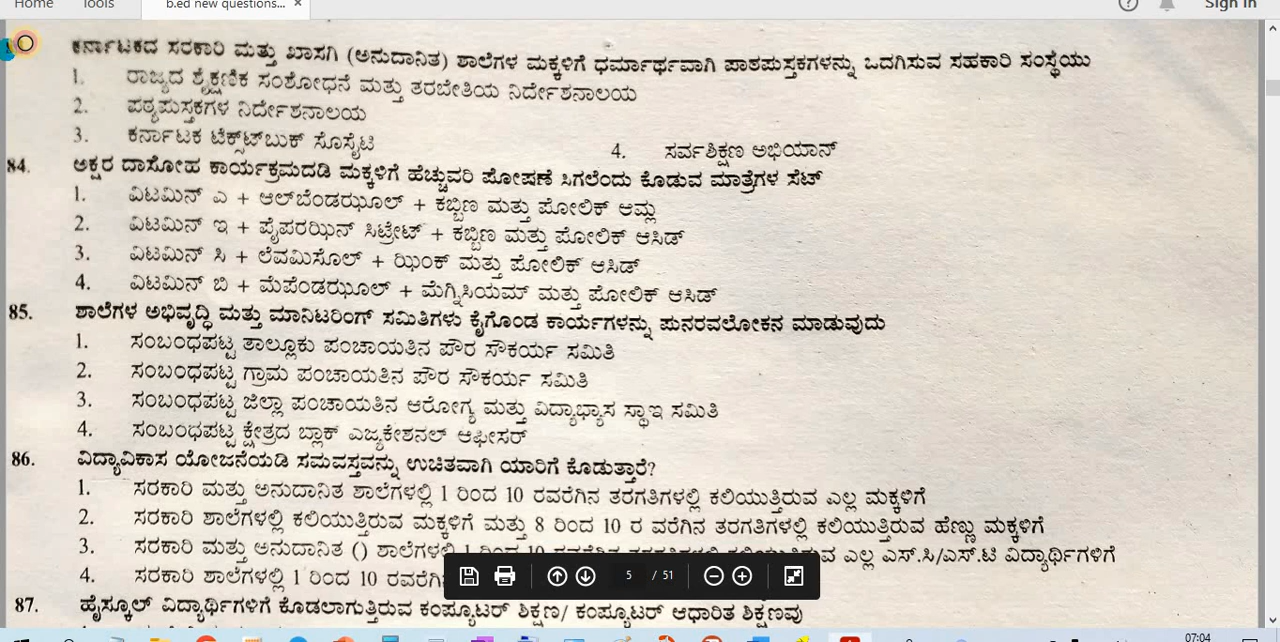 Home Tools b.ed new questions... × Sign In
ಕರ್ನಾಟಕದ ಸರಕಾರಿ ಮತ್ತು ಖಾಸಗಿ (ಅನುದಾನಿತ) ಶಾಲೆಗಳ ಮಕ್ಕಳಿಗೆ ಧರ್ಮಾರ್ಥವಾಗಿ ಪಾಠಪುಸ್ತಕಗಳನ್ನು ಒದಗಿಸುವ ಸಹಕಾರಿ ಸಂಸ್ಥೆಯು
1. ರಾಜ್ಯದ ಶೈಕ್ಷಣಿಕ ಸಂಶೋಧನೆ ಮತ್ತು ತರಬೇತಿಯ ನಿರ್ದೇಶನಾಲಯ
2. ಪಠ್ಯಪುಸ್ತಕಗಳ ನಿರ್ದೇಶನಾಲಯ
3. ಕರ್ನಾಟಕ ಟೆಕ್ಸ್‌ಟ್‌ಬುಕ್ ಸೊಸೈಟಿ 4. ಸರ್ವಶಿಕ್ಷಣ ಅಭಿಯಾನ್
84. ಅಕ್ಷರ ದಾಸೋಹ ಕಾರ್ಯಕ್ರಮದಡಿ ಮಕ್ಕಳಿಗೆ ಹೆಚ್ಚುವರಿ ಪೋಷಣೆ ಸಿಗಲೆಂದು ಕೊಡುವ ಮಾತ್ರೆಗಳ ಸೆಟ್
1. ವಿಟಮಿನ್ ಎ + ಆಲ್‌ಬೆಂಡಝೂಲ್ + ಕಬ್ಬಿಣ ಮತ್ತು ಪೋಲಿಕ್ ಆಮ್ಲ
2. ವಿಟಮಿನ್ ಇ + ಪೈಪರಝಿನ್ ಸಿಟ್ರೇಟ್ + ಕಬ್ಬಿಣ ಮತ್ತು ಪೋಲಿಕ್ ಆಸಿಡ್
3. ವಿಟಮಿನ್ ಸಿ + ಲೆವಮಿಸೊಲ್ + ಝಿಂಕ್ ಮತ್ತು ಪೋಲಿಕ್ ಆಸಿಡ್
4. ವಿಟಮಿನ್ ಬಿ + ಮೆಪೆಂಡಝೂಲ್ + ಮೆಗ್ನಿಸಿಯಮ್ ಮತ್ತು ಪೋಲಿಕ್ ಆಸಿಡ್
85. ಶಾಲೆಗಳ ಅಭಿವೃದ್ಧಿ ಮತ್ತು ಮಾನಿಟರಿಂಗ್ ಸಮಿತಿಗಳು ಕೈಗೊಂಡ ಕಾರ್ಯಗಳನ್ನು ಪುನರವಲೋಕನ ಮಾಡುವುದು
1. ಸಂಬಂಧಪಟ್ಟ ತಾಲ್ಲೂಕು ಪಂಚಾಯತಿನ ಪೌರ ಸೌಕರ್ಯ ಸಮಿತಿ
2. ಸಂಬಂಧಪಟ್ಟ ಗ್ರಾಮ ಪಂಚಾಯತಿನ ಪೌರ ಸೌಕರ್ಯ ಸಮಿತಿ
3. ಸಂಬಂಧಪಟ್ಟ ಜಿಲ್ಲಾ ಪಂಚಾಯತಿನ ಆರೋಗ್ಯ ಮತ್ತು ವಿದ್ಯಾಭ್ಯಾಸ ಸ್ಥಾಇ ಸಮಿತಿ
4. ಸಂಬಂಧಪಟ್ಟ ಕ್ಷೇತ್ರದ ಬ್ಲಾಕ್ ಎಜ್ಯಕೇಶನಲ್ ಆಫೀಸರ್
86. ವಿದ್ಯಾವಿಕಾಸ ಯೋಜನೆಯಡಿ ಸಮವಸ್ತ್ರವನ್ನು ಉಚಿತವಾಗಿ ಯಾರಿಗೆ ಕೊಡುತ್ತಾರೆ?
1. ಸರಕಾರಿ ಮತ್ತು ಅನುದಾನಿತ ಶಾಲೆಗಳಲ್ಲಿ 1 ರಿಂದ 10 ರವರೆಗಿನ ತರಗತಿಗಳಲ್ಲಿ ಕಲಿಯುತ್ತಿರುವ ಎಲ್ಲ ಮಕ್ಕಳಿಗೆ
2. ಸರಕಾರಿ ಶಾಲೆಗಳಲ್ಲಿ ಕಲಿಯುತ್ತಿರುವ ಮಕ್ಕಳಿಗೆ ಮತ್ತು 8 ರಿಂದ 10 ರ ವರೆಗಿನ ತರಗತಿಗಳಲ್ಲಿ ಕಲಿಯುತ್ತಿರುವ ಹೆಣ್ಣು ಮಕ್ಕಳಿಗೆ
3. ಸರಕಾರಿ ಮತ್ತು ಅನುದಾನಿತ () ಶಾಲೆಗಳಲ್ಲಿ 1 ರಿಂದ 10 ರವರೆಗಿನ ತರಗತಿಗಳಲ್ಲಿ ಕಲಿಯುತ್ತಿರುವ ಎಲ್ಲ ಎಸ್.ಸಿ/ಎಸ್.ಟಿ ವಿದ್ಯಾರ್ಥಿಗಳಿಗೆ
4. ಸರಕಾರಿ ಶಾಲೆಗಳಲ್ಲಿ 1 ರಿಂದ 10
5 / 51
87. ಹೈಸ್ಕೂಲ್ ವಿದ್ಯಾರ್ಥಿಗಳಿಗೆ ಕೊಡಲಾಗುತ್ತಿರುವ ಕಂಪ್ಯೂಟರ್ ಶಿಕ್ಷಣ/ ಕಂಪ್ಯೂಟರ್ ಆಧಾರಿತ ಶಿಕ್ಷಣವು
07:04